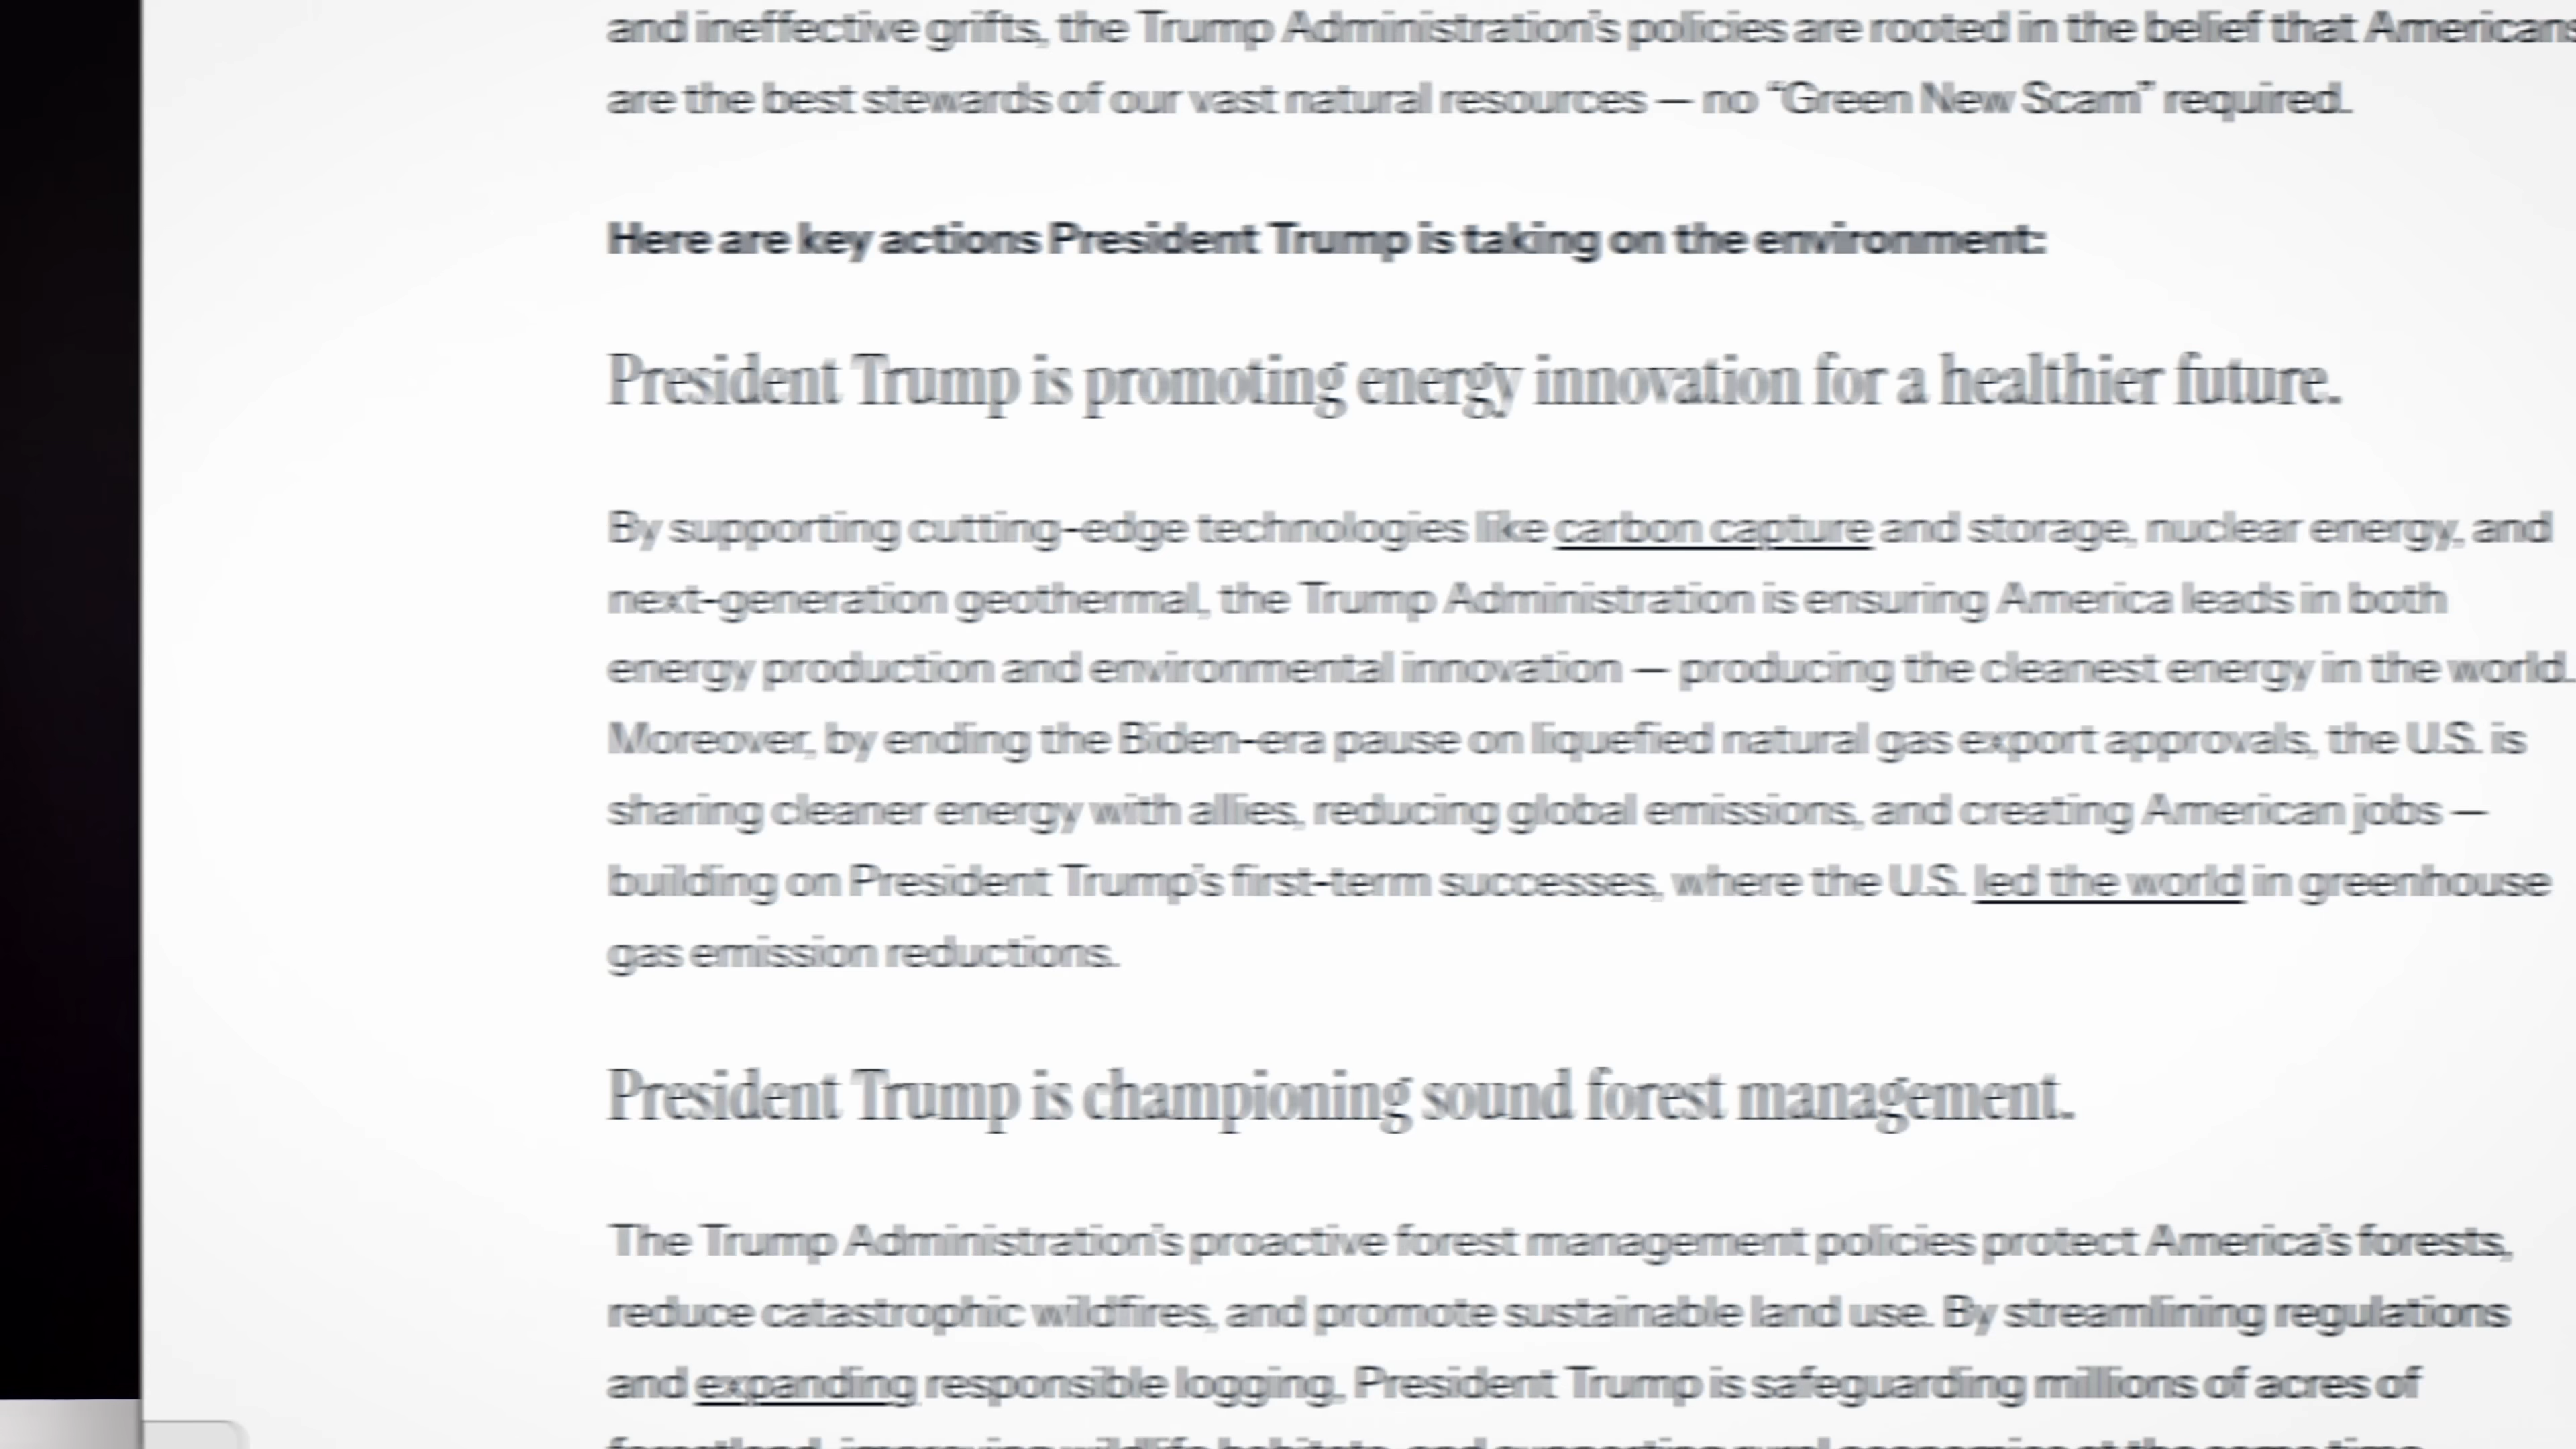 and ineffective grifts, the Trump Administration's policies are rooted in the belief that Americans
are the best stewards of our vast natural resources — no "Green New Scam" required.
Here are key actions President Trump is taking on the environment:
President Trump is promoting energy innovation for a healthier future.
By supporting cutting-edge technologies like carbon capture and storage, nuclear energy, and
next-generation geothermal, the Trump Administration is ensuring America leads in both
energy production and environmental innovation — producing the cleanest energy in the world.
Moreover, by ending the Biden-era pause on liquefied natural gas export approvals, the U.S. is
sharing cleaner energy with allies, reducing global emissions, and creating American jobs —
building on President Trump's first-term successes, where the U.S. led the world in greenhouse
gas emission reductions.
President Trump is championing sound forest management.
The Trump Administration's proactive forest management policies protect America's forests,
reduce catastrophic wildfires, and promote sustainable land use. By streamlining regulations
and expanding responsible logging, President Trump is safeguarding millions of acres of